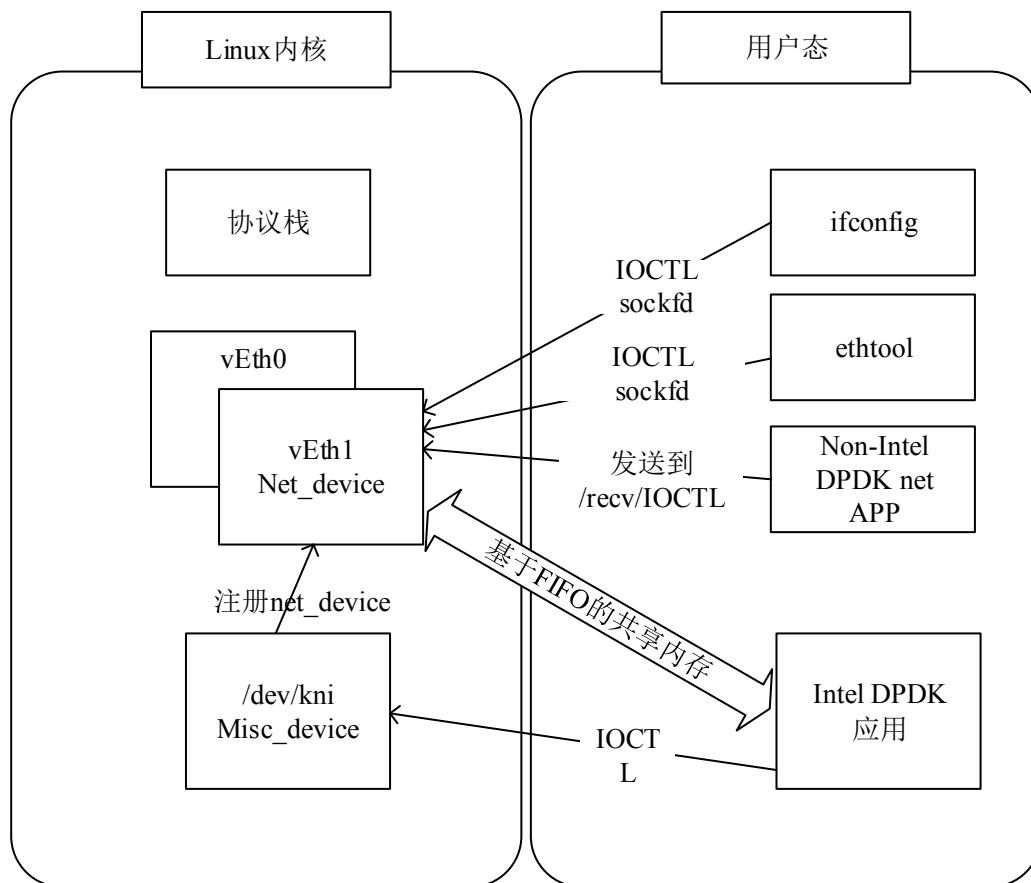 Linux内核
用户态
协议栈
ifconfig
IOCTL
sockfd
vEth0
IOCTL
sockfd
ethtool
vEth1
Net_device
发送到
/recv/IOCTL
Non-Intel
DPDK net
APP
基于FIFO的共享内存
注册net_device
/dev/kni
Misc_device
IOCT
L
Intel DPDK
应用